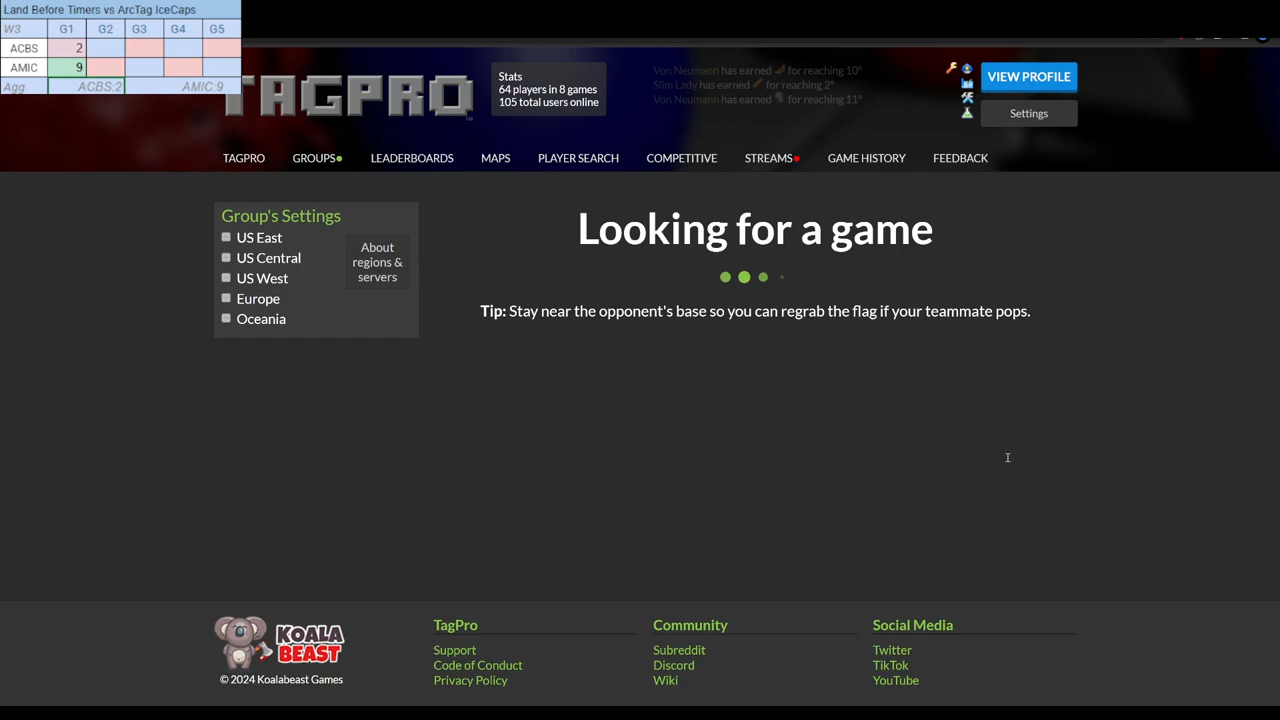 Land Before Timers vs ArcTag IceCaps
W3 G1 G2 G3 G4 G5
ACBS 2
AMIC 9
Agg ACBS:2 AMIC:9
TAGPRO
Stats
64 players in 8 games
105 total users online
Von Neumann has earned for reaching 10°
Slim Lady has earned for reaching 2°
Von Neumann has earned for reaching 11°
VIEW PROFILE
Settings
TAGPRO GROUPS LEADERBOARDS MAPS PLAYER SEARCH COMPETITIVE STREAMS GAME HISTORY FEEDBACK
Group's Settings
US East
US Central
US West
Europe
Oceania
About
regions &
servers
Looking for a game
Tip: Stay near the opponent's base so you can regrab the flag if your teammate pops.
KOALA
BEAST
© 2024 Koalabeast Games
TagPro
Support
Code of Conduct
Privacy Policy
Community
Subreddit
Discord
Wiki
Social Media
Twitter
TikTok
YouTube